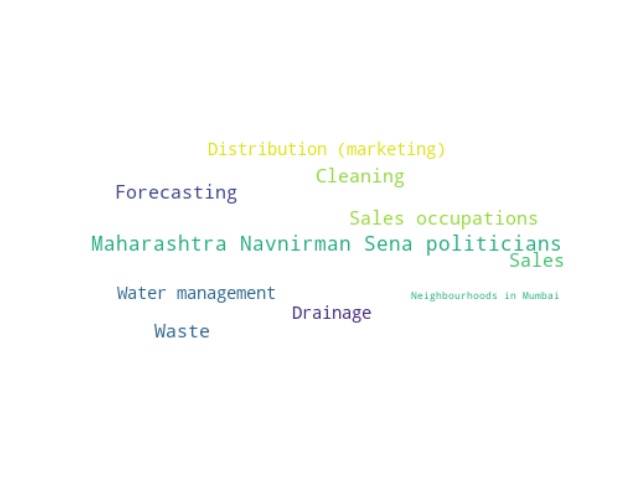 Distribution (marketing)
Cleaning
Forecasting
Sales occupations
Maharashtra Navnirman Sena politicians
Sales
Water management
Neighbourhoods in Mumbai
Drainage
Waste